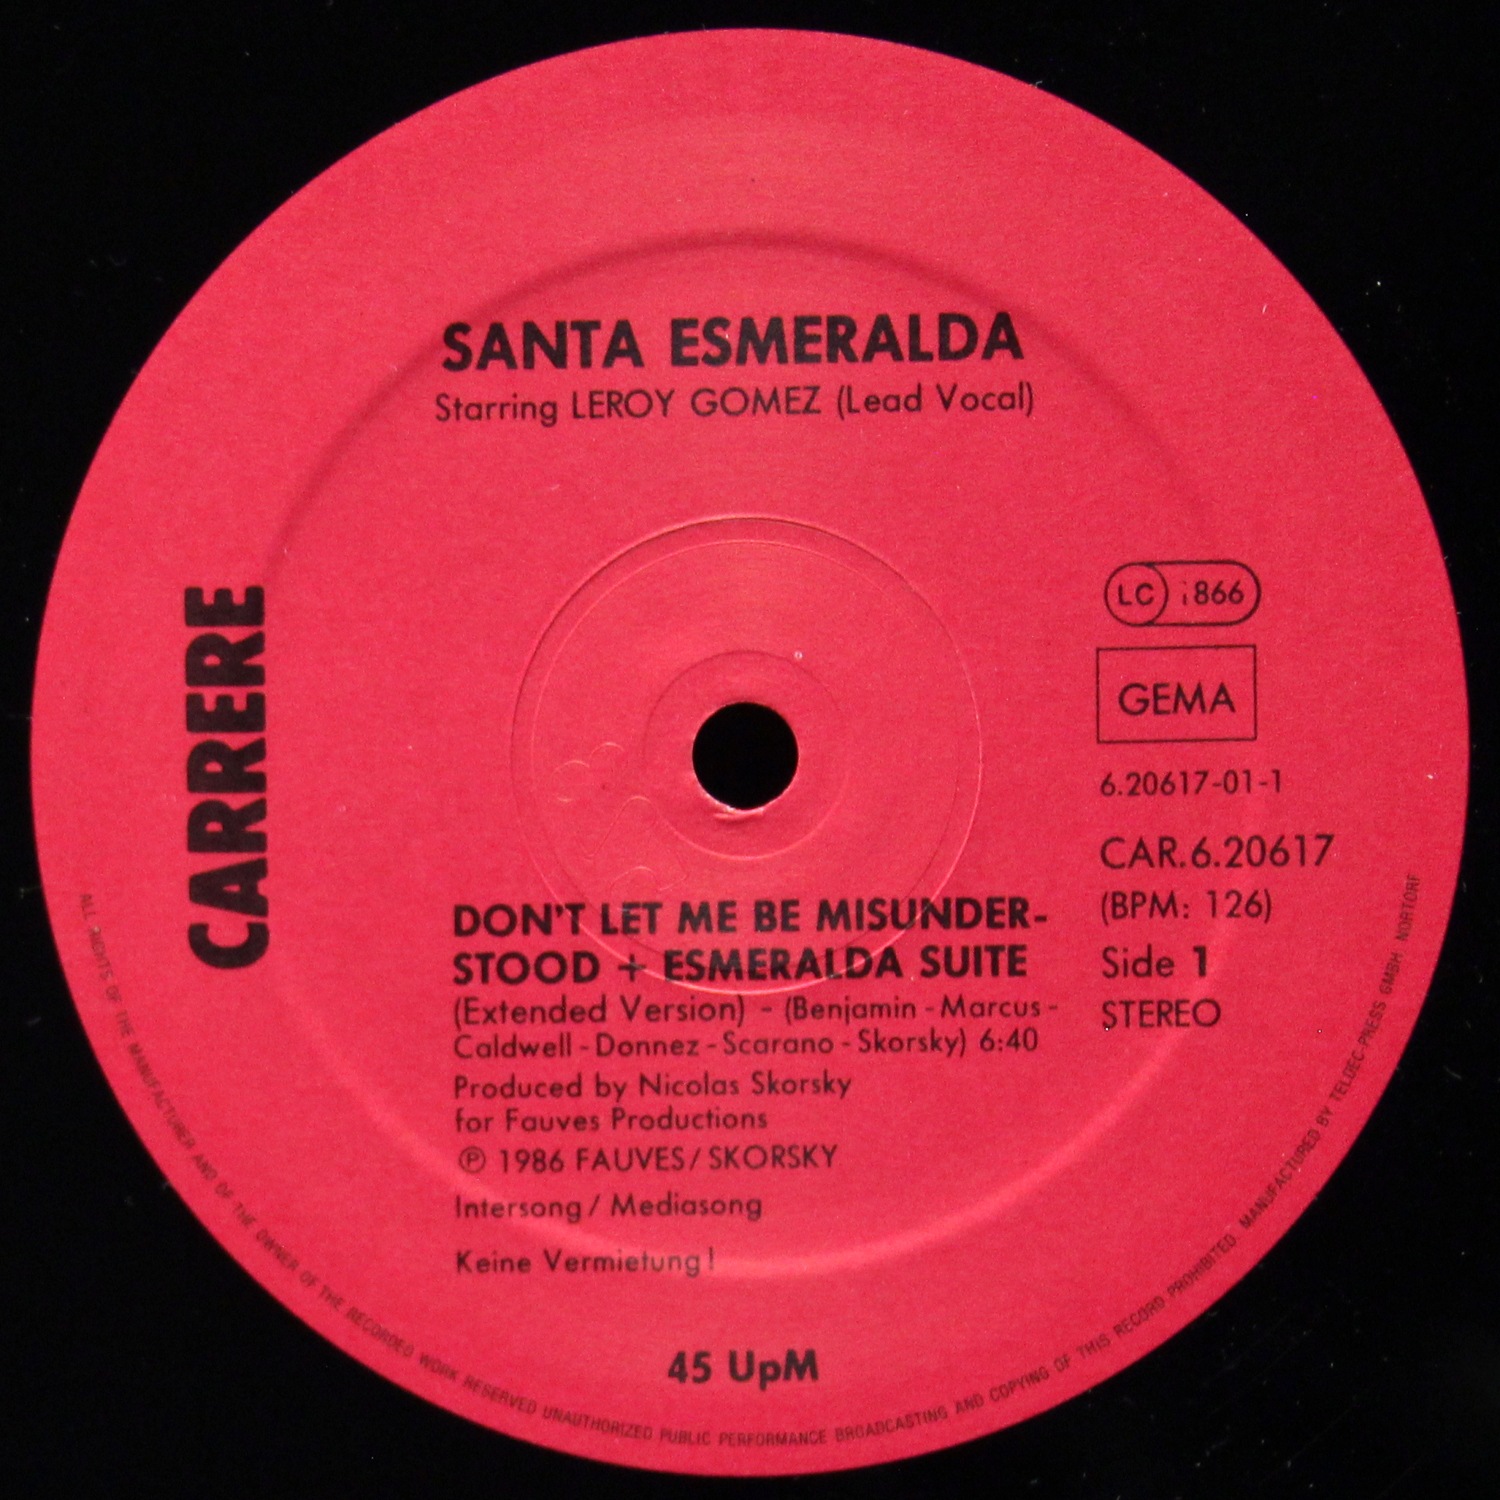 SANTA ESMERALDA
Starring LEROY GOMEZ (Lead Vocal)
CARRERE
LC 1866
GEMA
6.20617-01-1
CAR.6.20617
(BPM: 126)
Side 1
STEREO
DON'T LET ME BE MISUNDER-
STOOD + ESMERALDA SUITE
(Extended Version) - (Benjamin - Marcus -
Caldwell - Donnez - Scarano - Skorsky) 6:40
Produced by Nicolas Skorsky
for Fauves Productions
℗ 1986 FAUVES/SKORSKY
Intersong / Mediasong
Keine Vermietung!
45 UpM
ALL RIGHTS OF THE MANUFACTURER AND OF THE OWNER OF THE RECORDED WORK RESERVED UNAUTHORIZED PUBLIC PERFORMANCE BROADCASTING AND COPYING OF THIS RECORD PROHIBITED MANUFACTURED BY TELDEC-PRESS GMBH NORTORF